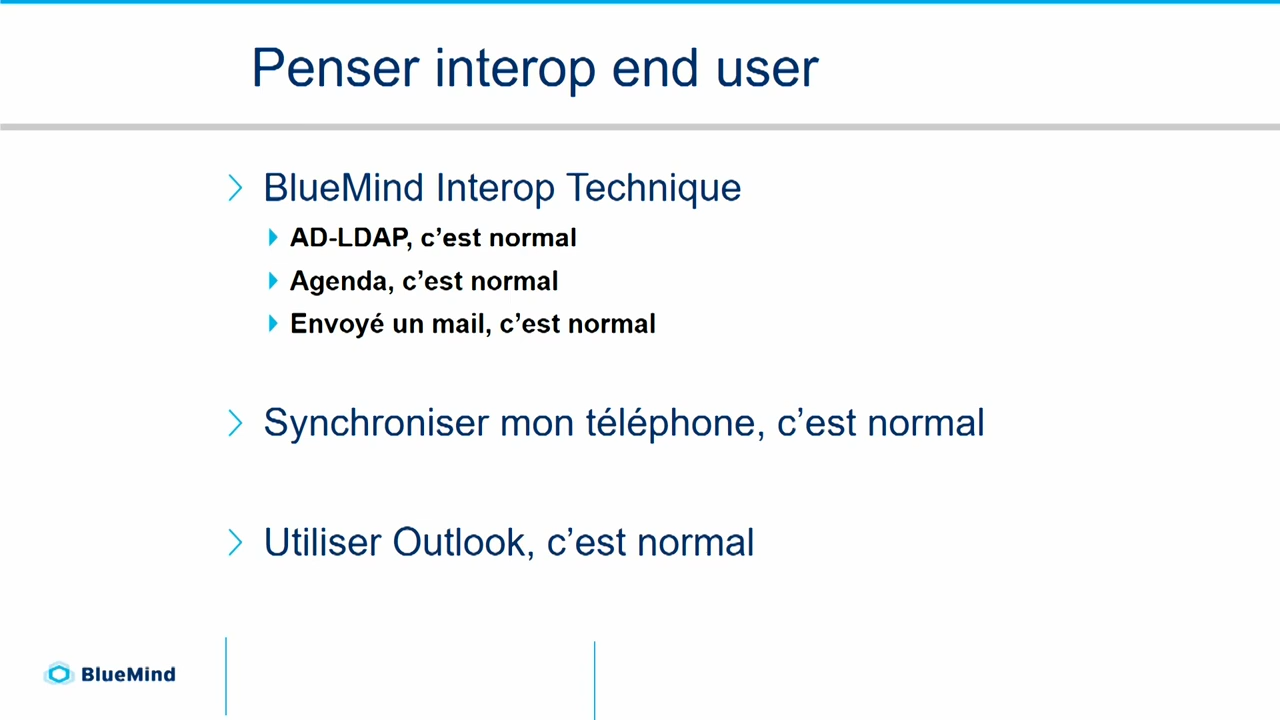 Penser interop end user
BlueMind Interop Technique
AD-LDAP, c’est normal
Agenda, c’est normal
Envoyé un mail, c’est normal
Synchroniser mon téléphone, c’est normal
Utiliser Outlook, c’est normal
BlueMind